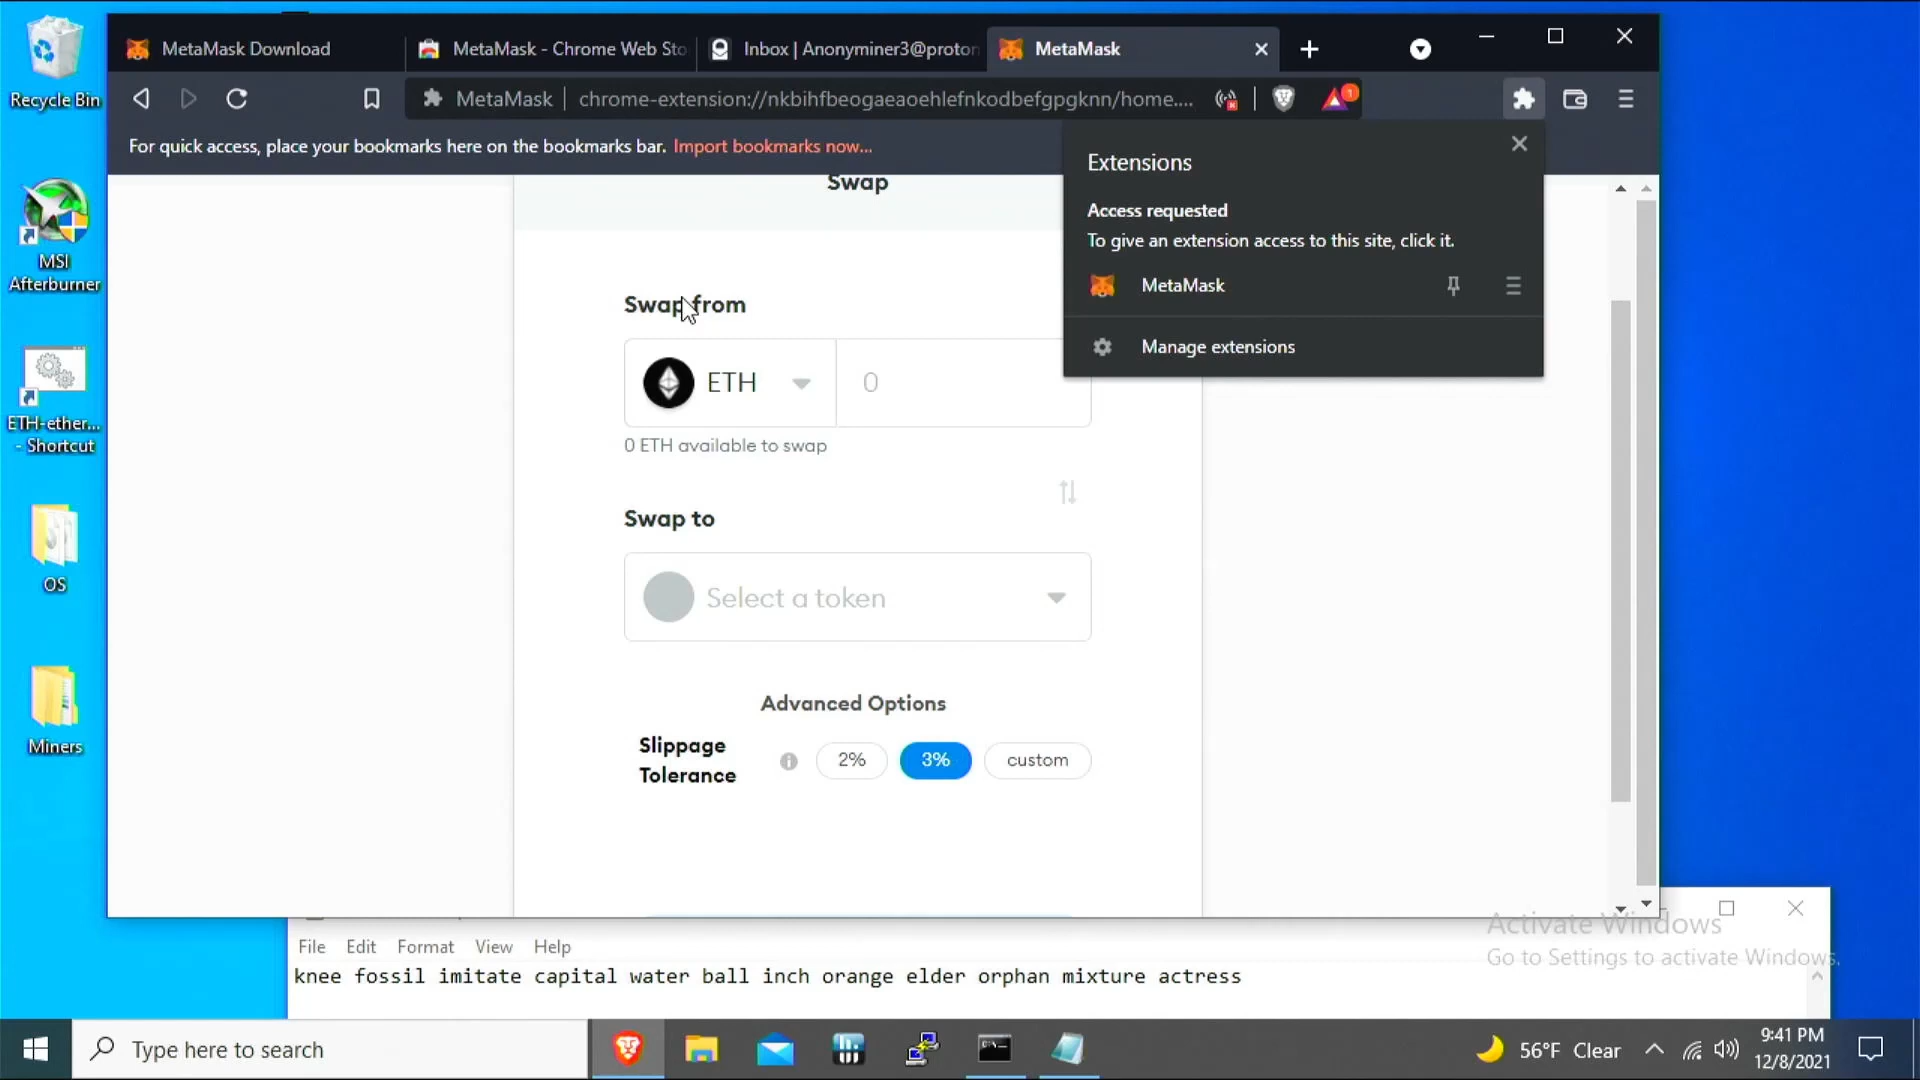 Recycle Bin
MSI
Afterburner
ETH-ether...
- Shortcut
OS
Miners
MetaMask Download
MetaMask - Chrome Web Sto
Inbox | Anonyminer3@proton
MetaMask
MetaMask | chrome-extension://nkbihfbeogaeaoehlefnkodbefgpgknn/home....
1
For quick access, place your bookmarks here on the bookmarks bar. Import bookmarks now...
Extensions
Access requested
To give an extension access to this site, click it.
MetaMask
Manage extensions
Swap
Swap from
ETH
0
0 ETH available to swap
Swap to
Select a token
Advanced Options
Slippage
Tolerance
2%
3%
custom
File Edit Format View Help
knee fossil imitate capital water ball inch orange elder orphan mixture actress
Activate Windows
Go to Settings to activate Windows.
Type here to search
56°F Clear
9:41 PM
12/8/2021